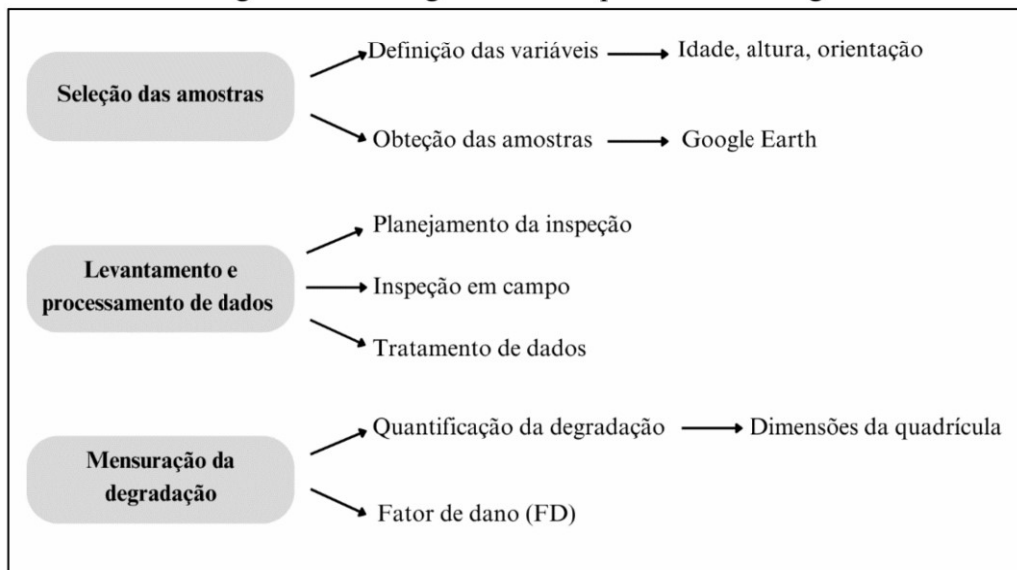 Definição das variáveis
Idade, altura, orientação
Seleção das amostras
Obteção das amostras
Google Earth
Planejamento da inspeção
Levantamento e
processamento de dados
Inspeção em campo
Tratamento de dados
Quantificação da degradação
Dimensões da quadrícula
Mensuração da
degradação
Fator de dano (FD)